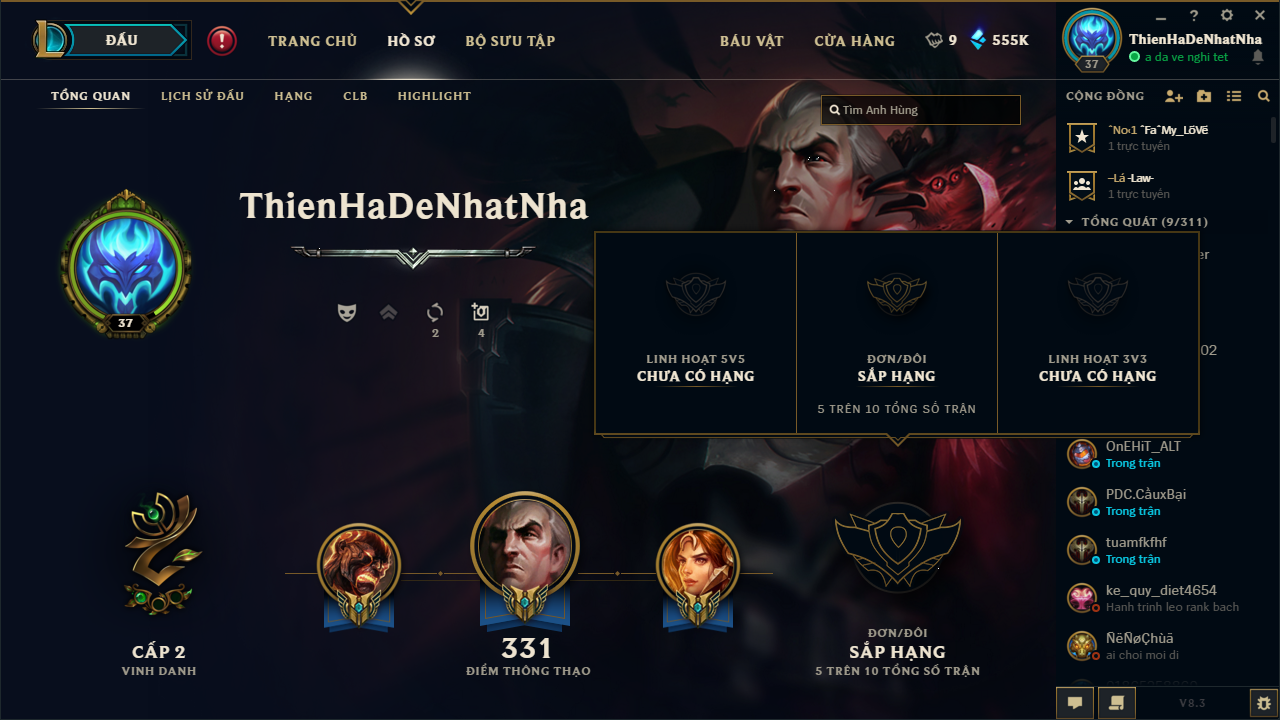 ĐẤU
TRANG CHỦ
HỒ SƠ
BỘ SƯU TẬP
BÁU VẬT
CỬA HÀNG
9
555K
?
ThienHaDeNhatNha
a da ve nghi tet
37
TỔNG QUAN
LỊCH SỬ ĐẤU
HẠNG
CLB
HIGHLIGHT
Tìm Anh Hùng
CỘNG ĐỒNG
ˆNo‹1 ˆFaˆMy_LöVë
1 trực tuyến
--Lá -Law-
1 trực tuyến
TỔNG QUÁT (9/311)
er
02
ThienHaDeNhatNha
37
2
4
LINH HOẠT 5V5
CHƯA CÓ HẠNG
ĐƠN/ĐÔI
SẮP HẠNG
5 TRÊN 10 TỔNG SỐ TRẬN
LINH HOẠT 3V3
CHƯA CÓ HẠNG
OnEHiT_ALT
Trong trận
PDC.CầuxBại
Trong trận
tuamfkfhf
Trong trận
ke_quy_diet4654
Hanh trinh leo rank bach
ÑëÑøÇhùã
ai choi moi di
CẤP 2
VINH DANH
331
ĐIỂM THÔNG THẠO
ĐƠN/ĐÔI
SẮP HẠNG
5 TRÊN 10 TỔNG SỐ TRẬN
V8.3